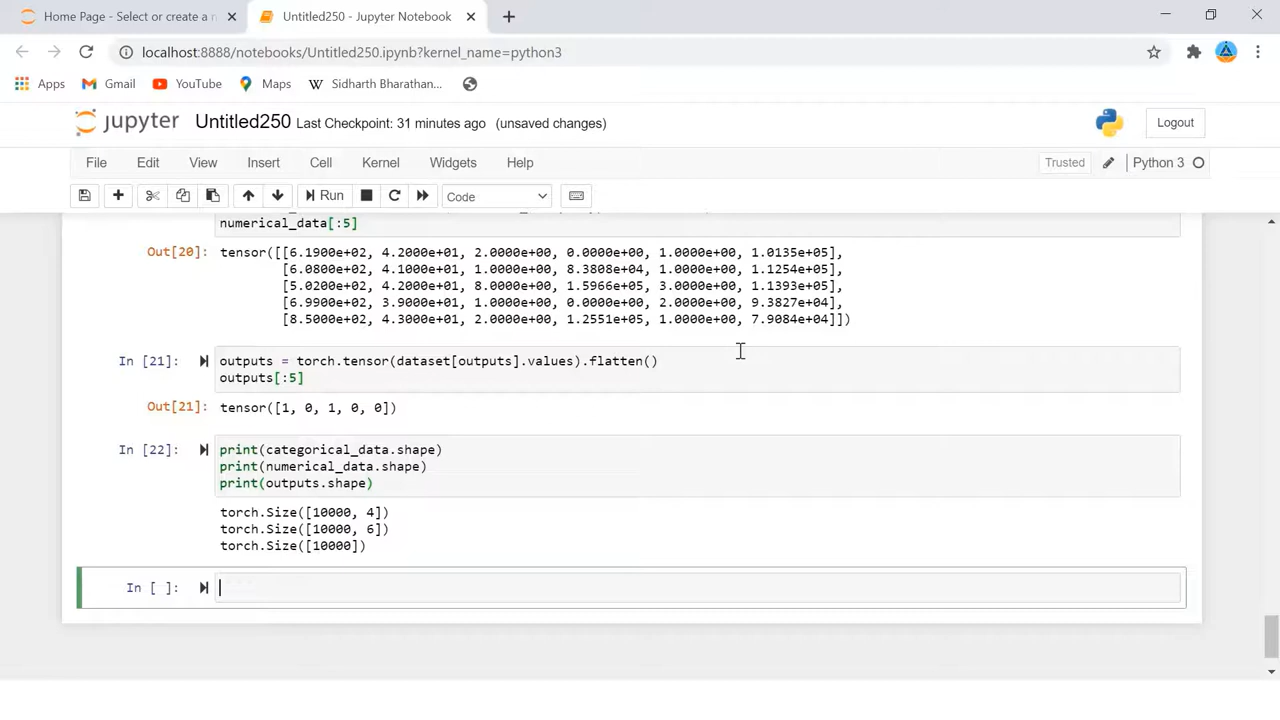 Home Page - Select or create a n
Untitled250 - Jupyter Notebook
localhost:8888/notebooks/Untitled250.ipynb?kernel_name=python3
Apps
Gmail
YouTube
Maps
Sidharth Bharathan...
jupyter
Untitled250 Last Checkpoint: 31 minutes ago (unsaved changes)
Logout
File Edit View Insert Cell Kernel Widgets Help
Trusted
Python 3
Run
Code
numerical_data[:5]
Out[20]: tensor([[6.1900e+02, 4.2000e+01, 2.0000e+00, 0.0000e+00, 1.0000e+00, 1.0135e+05],
[6.0800e+02, 4.1000e+01, 1.0000e+00, 8.3808e+04, 1.0000e+00, 1.1254e+05],
[5.0200e+02, 4.2000e+01, 8.0000e+00, 1.5966e+05, 3.0000e+00, 1.1393e+05],
[6.9900e+02, 3.9000e+01, 1.0000e+00, 0.0000e+00, 2.0000e+00, 9.3827e+04],
[8.5000e+02, 4.3000e+01, 2.0000e+00, 1.2551e+05, 1.0000e+00, 7.9084e+04]])
In [21]: outputs = torch.tensor(dataset[outputs].values).flatten()
outputs[:5]
Out[21]: tensor([1, 0, 1, 0, 0])
In [22]: print(categorical_data.shape)
print(numerical_data.shape)
print(outputs.shape)
torch.Size([10000, 4])
torch.Size([10000, 6])
torch.Size([10000])
In [ ]: